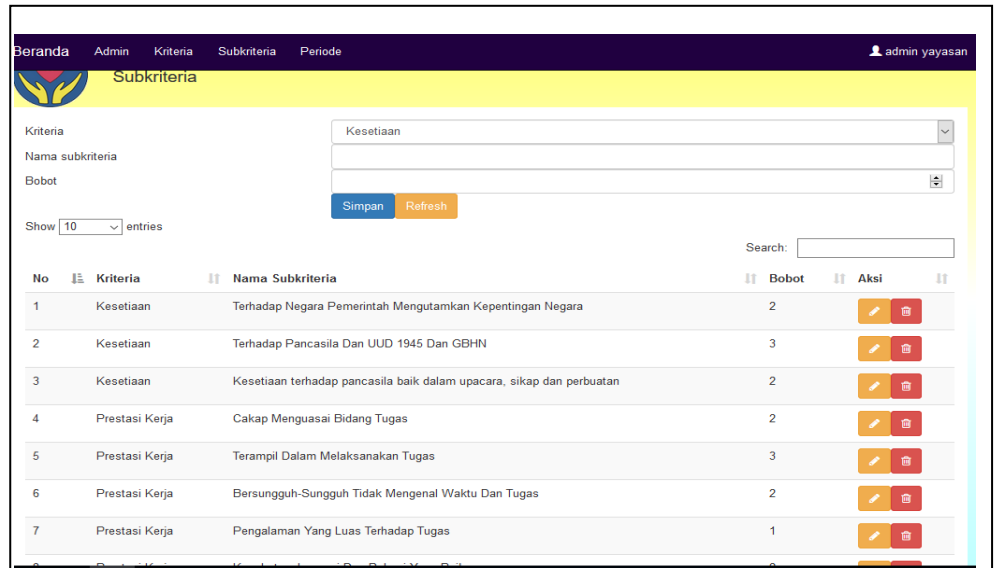 Beranda Admin Kriteria Subkriteria Periode admin yayasan
Subkriteria
Kriteria Kesetiaan
Nama subkriteria
Bobot
Simpan Refresh
Show 10 entries
Search:
No Kriteria Nama Subkriteria Bobot Aksi
1 Kesetiaan Terhadap Negara Pemerintah Mengutamkan Kepentingan Negara 2
2 Kesetiaan Terhadap Pancasila Dan UUD 1945 Dan GBHN 3
3 Kesetiaan Kesetiaan terhadap pancasila baik dalam upacara, sikap dan perbuatan 2
4 Prestasi Kerja Cakap Menguasai Bidang Tugas 2
5 Prestasi Kerja Terampil Dalam Melaksanakan Tugas 3
6 Prestasi Kerja Bersungguh-Sungguh Tidak Mengenal Waktu Dan Tugas 2
7 Prestasi Kerja Pengalaman Yang Luas Terhadap Tugas 1